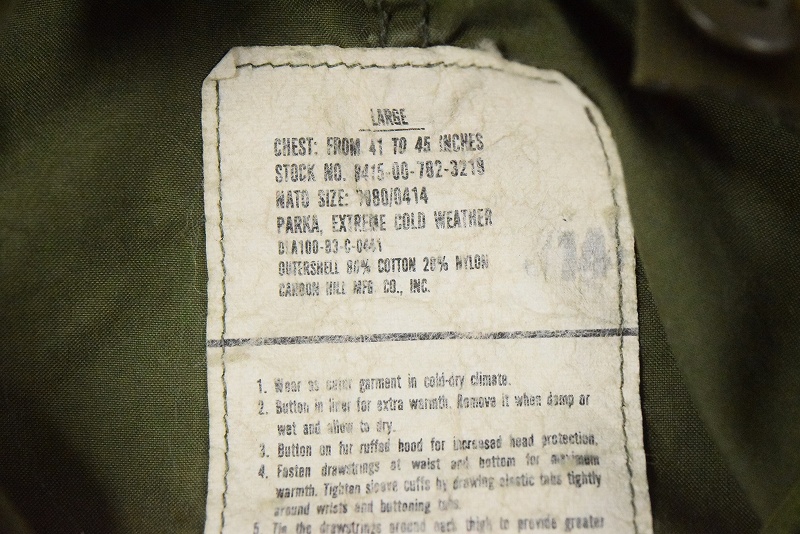 LARGE
CHEST: FROM 41 TO 45 INCHES
STOCK NO. 8415-00-782-3219
NATO SIZE: 7080/0414
PARKA, EXTREME COLD WEATHER
DLA100-83-C-0441
OUTERSHELL 80% COTTON 20% NYLON
CANDON HILL MFG. CO., INC.
14
1. Wear as outer garment in cold-dry climate.
2. Button in liner for extra warmth. Remove it when damp or
wet and allow to dry.
3. Button on fur ruffed hood for increased head protection.
4. Fasten drawstrings at waist and bottom for maximum
warmth. Tighten sleeve cuffs by drawing elastic tabs tightly
around wrists and buttoning tabs.
5. Tie the drawstrings around each thigh to provide greater